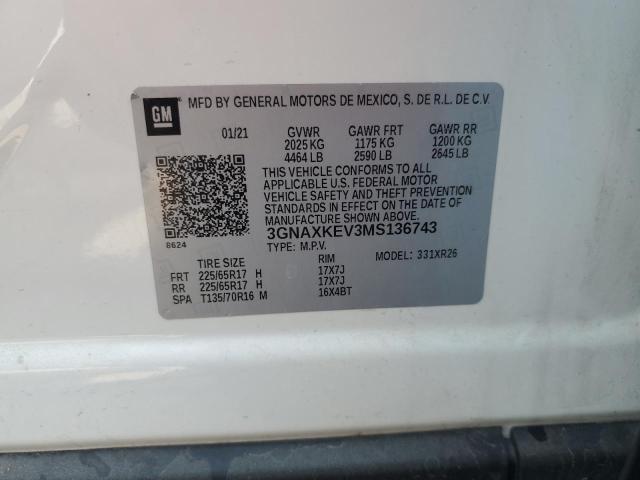 GM
MFD BY GENERAL MOTORS DE MEXICO, S. DE R.L. DE C.V.
01/21 GVWR GAWR FRT GAWR RR
2025 KG 1175 KG 1200 KG
4464 LB 2590 LB 2645 LB
THIS VEHICLE CONFORMS TO ALL
APPLICABLE U.S. FEDERAL MOTOR
VEHICLE SAFETY AND THEFT PREVENTION
STANDARDS IN EFFECT ON THE DATE OF
MANUFACTURE SHOWN ABOVE.
3GNAXKEV3MS136743
8624
TYPE: M.P.V. MODEL: 331XR26
TIRE SIZE RIM
FRT 225/65R17 H 17X7J
RR 225/65R17 H 17X7J
SPA T135/70R16 M 16X4BT